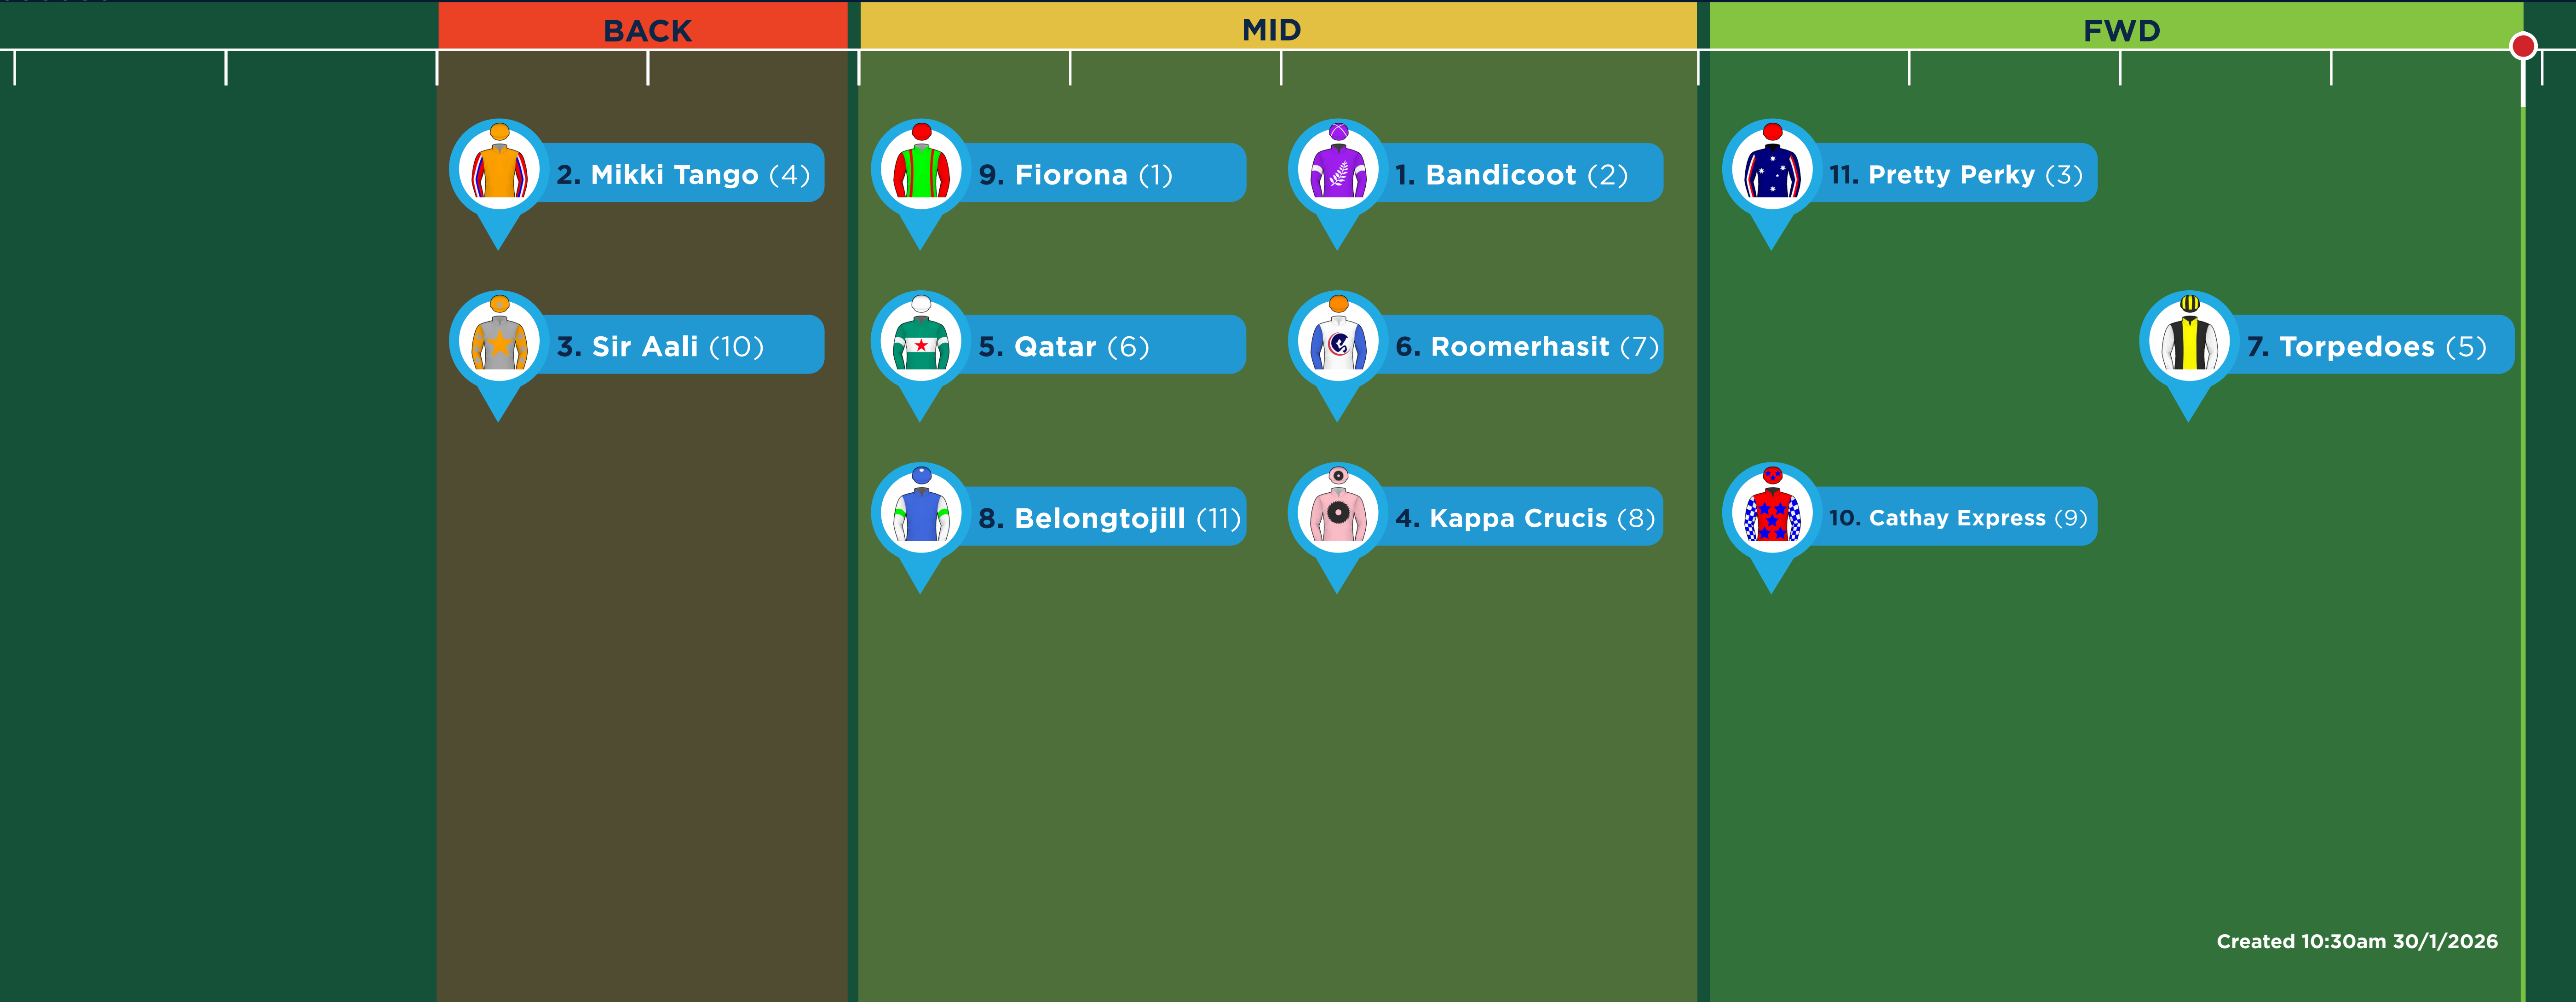 BACK
MID
FWD
2. Mikki Tango (4)
9. Fiorona (1)
1. Bandicoot (2)
11. Pretty Perky (3)
3. Sir Aali (10)
5. Qatar (6)
6. Roomerhasit (7)
7. Torpedoes (5)
8. Belongtojill (11)
4. Kappa Crucis (8)
10. Cathay Express (9)
Created 10:30am 30/1/2026